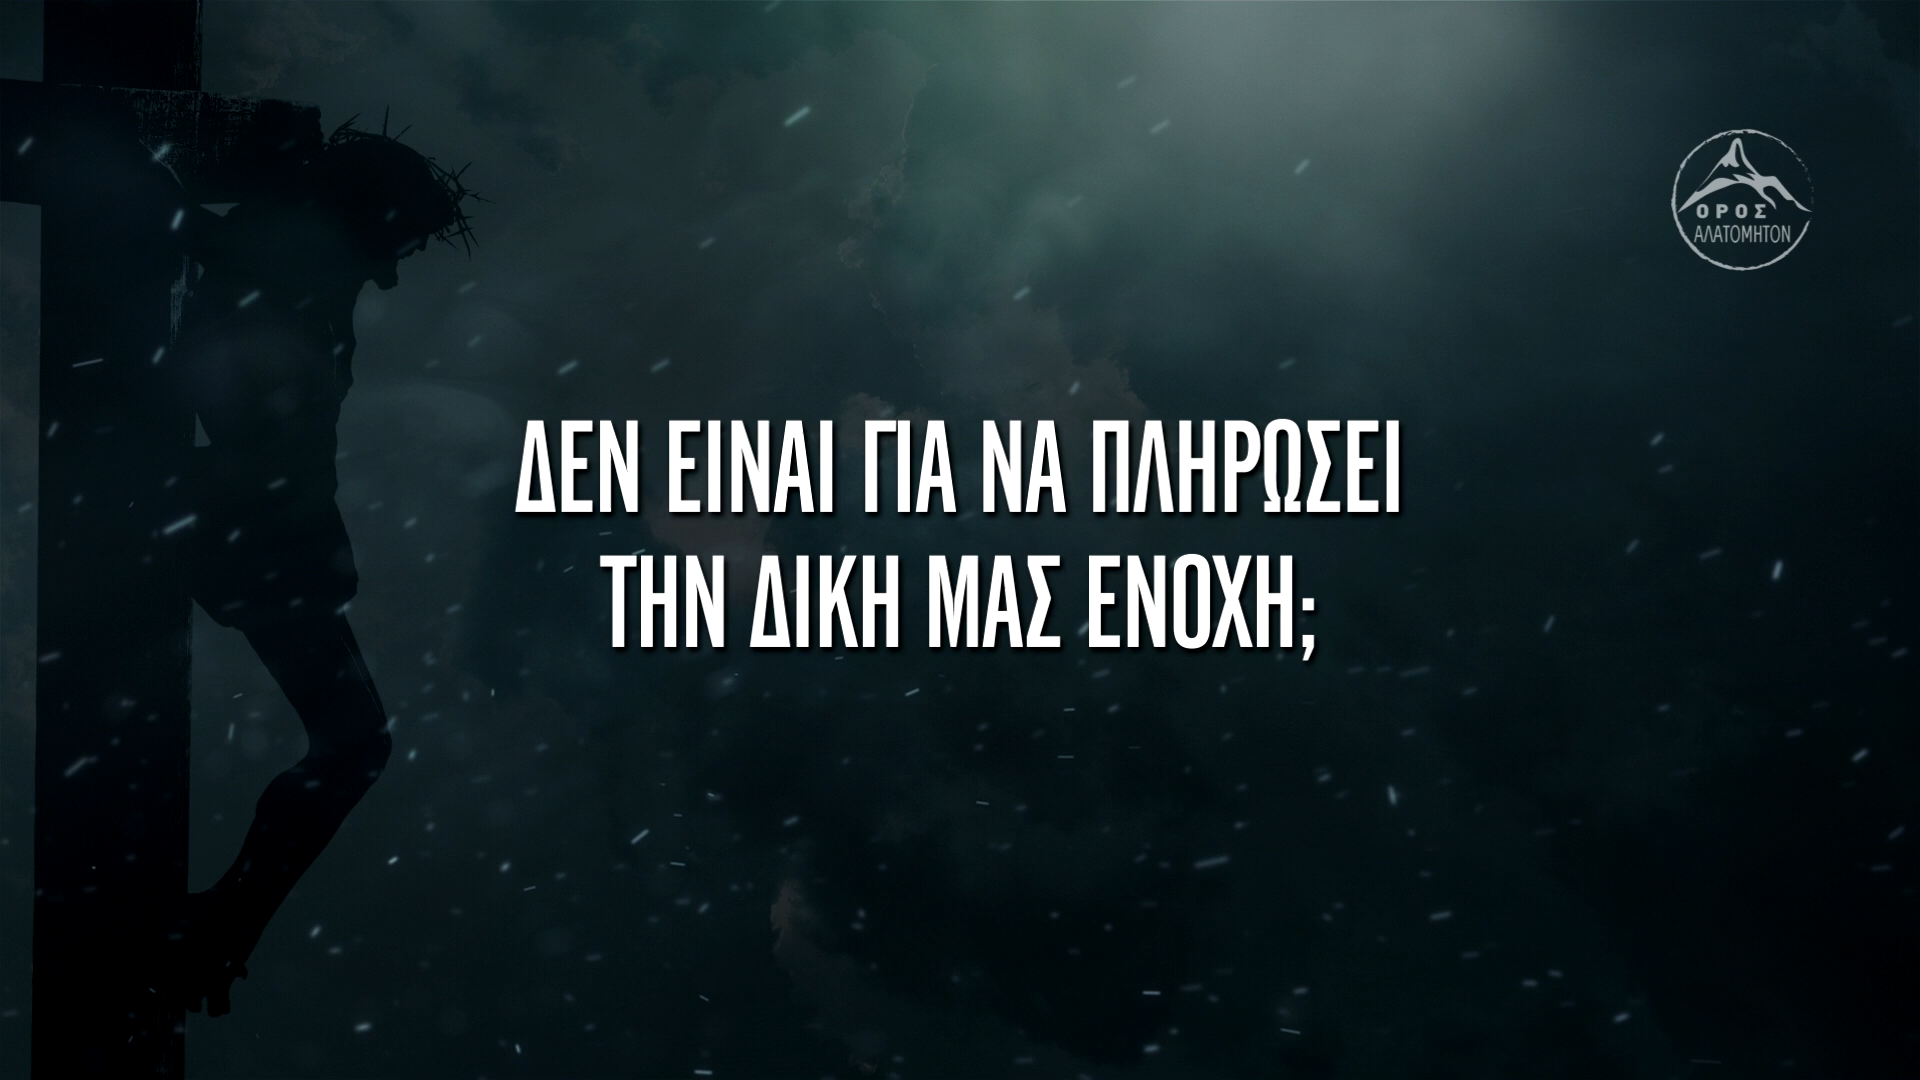 ΟΡΟΣ
ΑΛΑΤΟΜΗΤΟΝ
ΔΕΝ ΕΙΝΑΙ ΓΙΑ ΝΑ ΠΛΗΡΩΣΕΙ
ΤΗΝ ΔΙΚΗ ΜΑΣ ΕΝΟΧΗ;